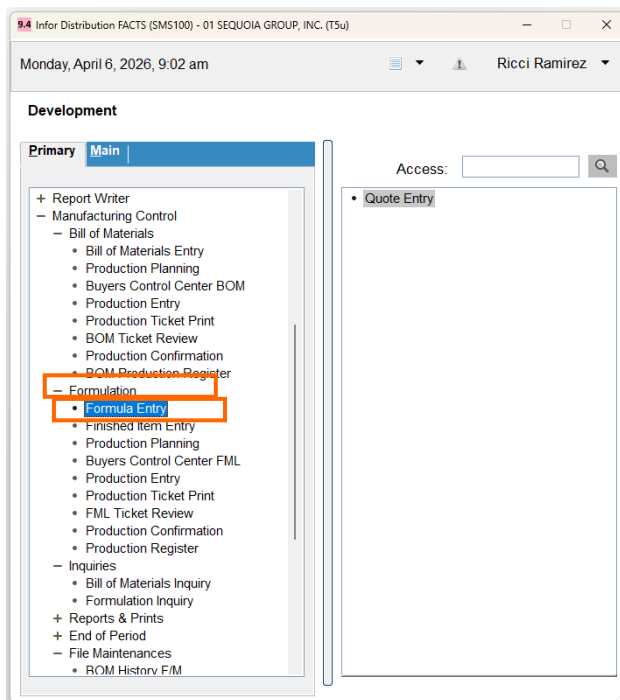 9.4 Infor Distribution FACTS (SMS100) - 01 SEQUOIA GROUP, INC. (T5u)
Monday, April 6, 2026, 9:02 am
Ricci Ramirez
Development
Primary Main
Access:
+ Report Writer
− Manufacturing Control
− Bill of Materials
• Bill of Materials Entry
• Production Planning
• Buyers Control Center BOM
• Production Entry
• Production Ticket Print
• BOM Ticket Review
• Production Confirmation
• BOM Production Register
− Formulation
• Formula Entry
• Finished Item Entry
• Production Planning
• Buyers Control Center FML
• Production Entry
• Production Ticket Print
• FML Ticket Review
• Production Confirmation
• Production Register
− Inquiries
• Bill of Materials Inquiry
• Formulation Inquiry
+ Reports & Prints
+ End of Period
− File Maintenances
• BOM History F/M
• Quote Entry